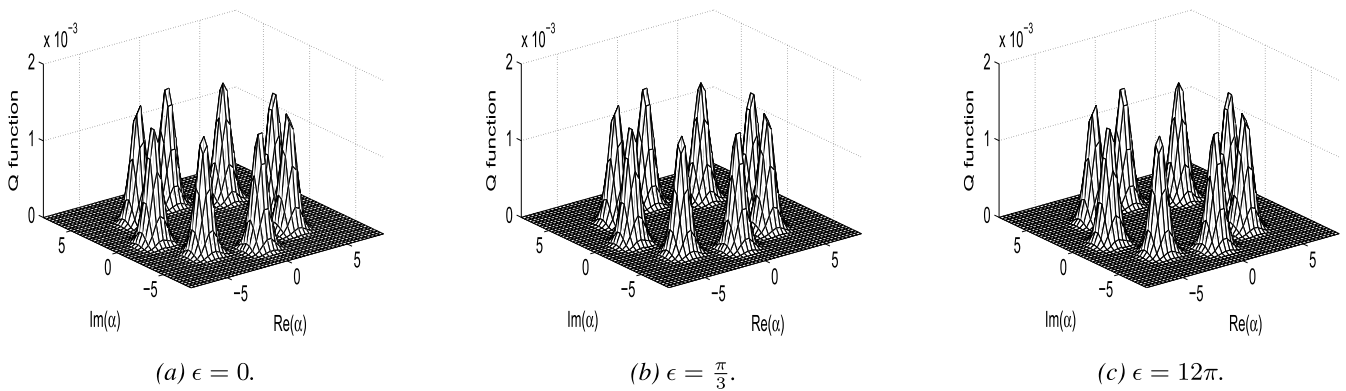 x 10⁻³
2
1
0
Q function
5
0
−5
Im(α)
−5
0
5
Re(α)
(a) ϵ = 0.
x 10⁻³
2
1
0
Q function
5
0
−5
Im(α)
−5
0
5
Re(α)
(b) ϵ = π/3.
x 10⁻³
2
1
0
Q function
5
0
−5
Im(α)
−5
0
5
Re(α)
(c) ϵ = 12π.